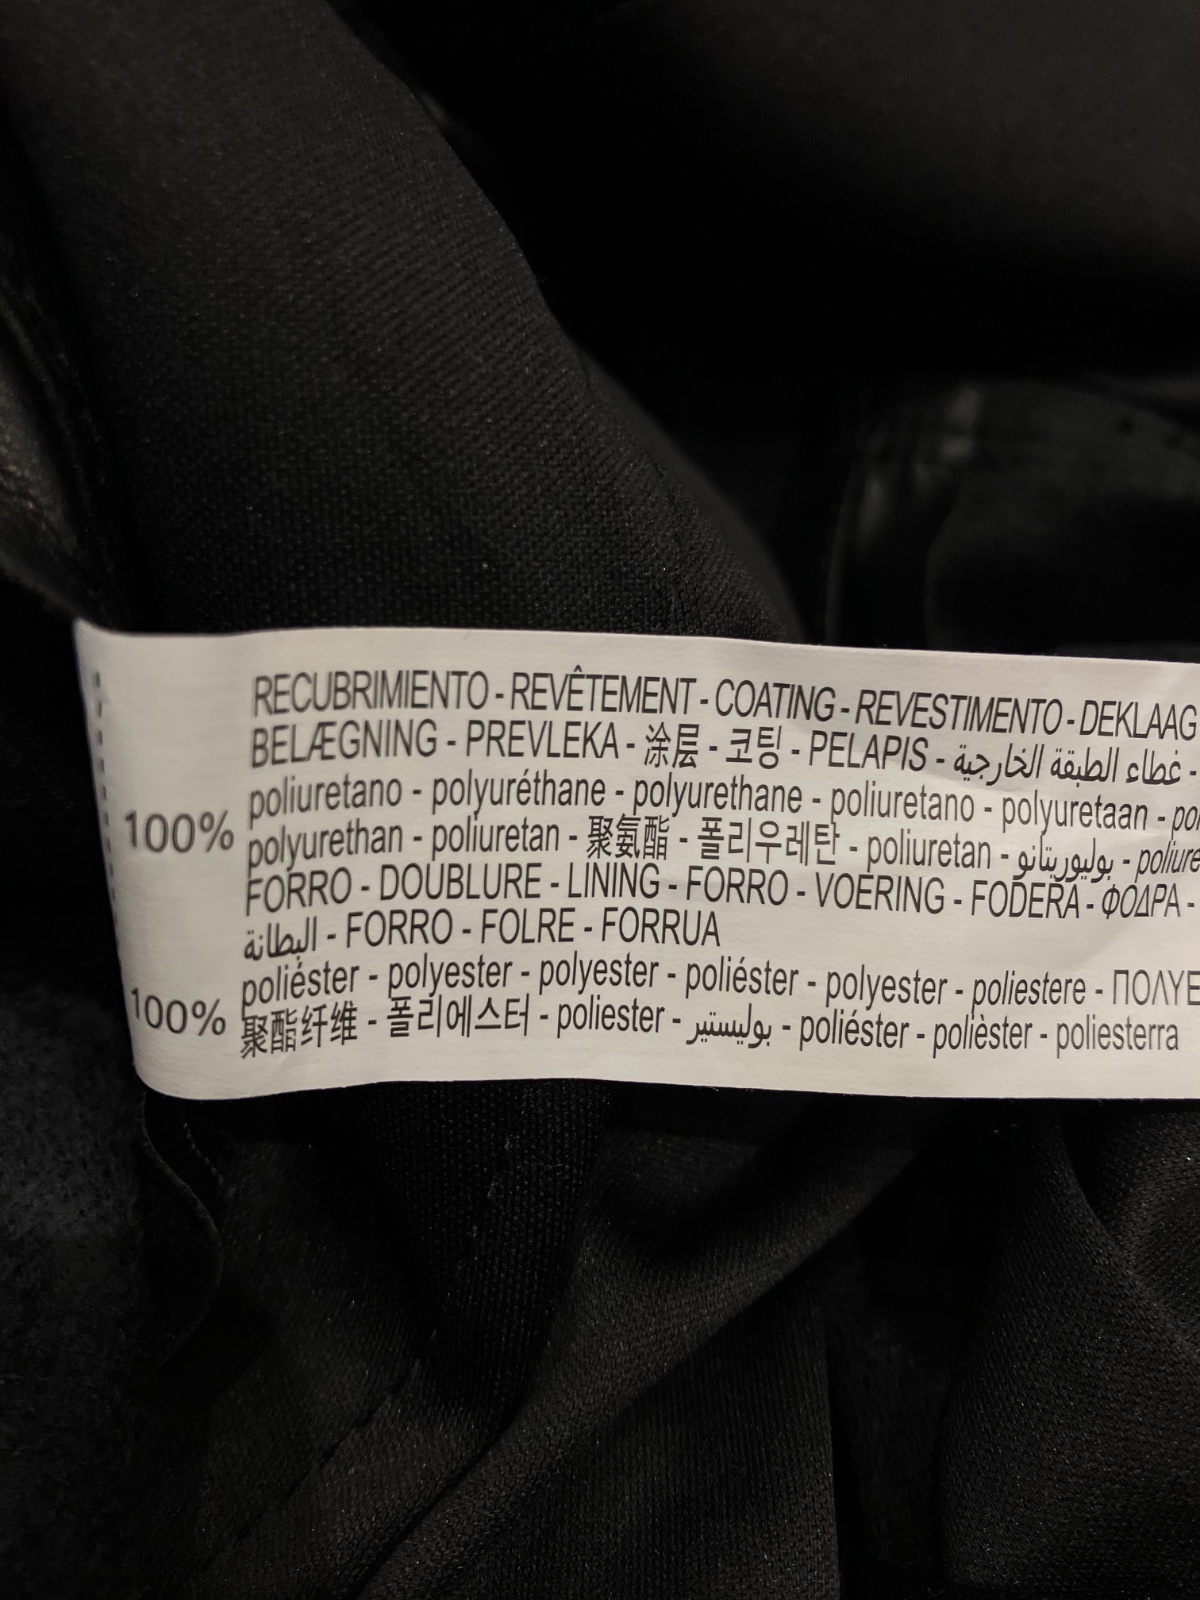 RECUBRIMIENTO - REVÊTEMENT - COATING - REVESTIMENTO - DEKLAAG
BELÆGNING - PREVLEKA - 涂层 - 코팅 - PELAPIS - غطاء الطبقة الخارجية -
100% poliuretano - polyuréthane - polyurethane - poliuretano - polyuretaan -
polyurethan - poliuretan - 聚氨酯 - 폴리우레탄 - poliuretan - بوليوريتانو -
FORRO - DOUBLURE - LINING - FORRO - VOERING - FODERA - ΦΟΔΡΑ -
البطانة - FORRO - FOLRE - FORRUA
100% poliéster - polyester - polyester - poliéster - polyester - poliestere - ΠΟΛΥΕ
聚酯纤维 - 폴리에스터 - poliester - بوليستير - poliéster - polièster - poliesterra